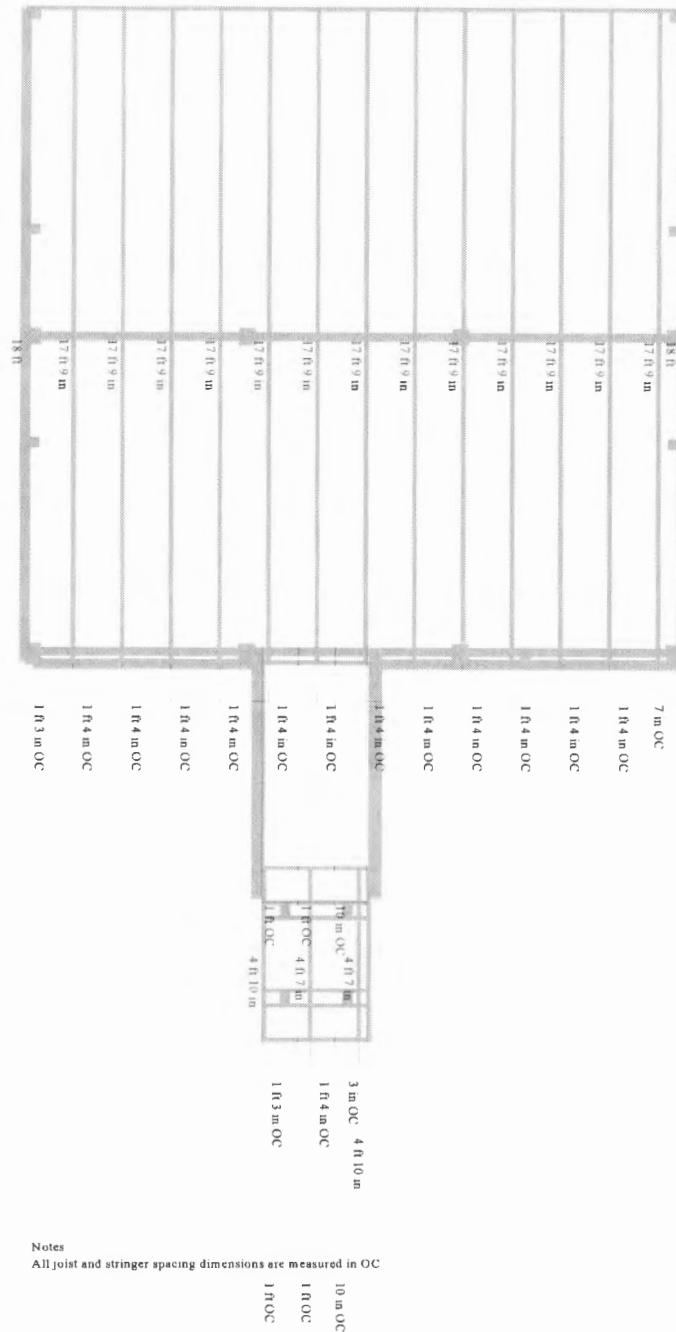 18 ft
17 ft 9 in
17 ft 9 in
17 ft 9 in
17 ft 9 in
17 ft 9 in
17 ft 9 in
17 ft 9 in
17 ft 9 in
17 ft 9 in
17 ft 9 in
17 ft 9 in
17 ft 9 in
17 ft 9 in
18 ft
1 ft 3 in OC
1 ft 4 in OC
1 ft 4 in OC
1 ft 4 in OC
1 ft 4 in OC
1 ft 4 in OC
1 ft 4 in OC
1 ft 4 in OC
1 ft 4 in OC
1 ft 4 in OC
1 ft 4 in OC
1 ft 4 in OC
1 ft 4 in OC
7 in OC
1 ft OC
1 ft OC
10 in OC
4 ft 10 in
4 ft 7 in
4 ft 7 in
1 ft 3 in OC
1 ft 4 in OC
3 in OC
4 ft 10 in
Notes
All joist and stringer spacing dimensions are measured in OC
1 ft OC
1 ft OC
10 in OC